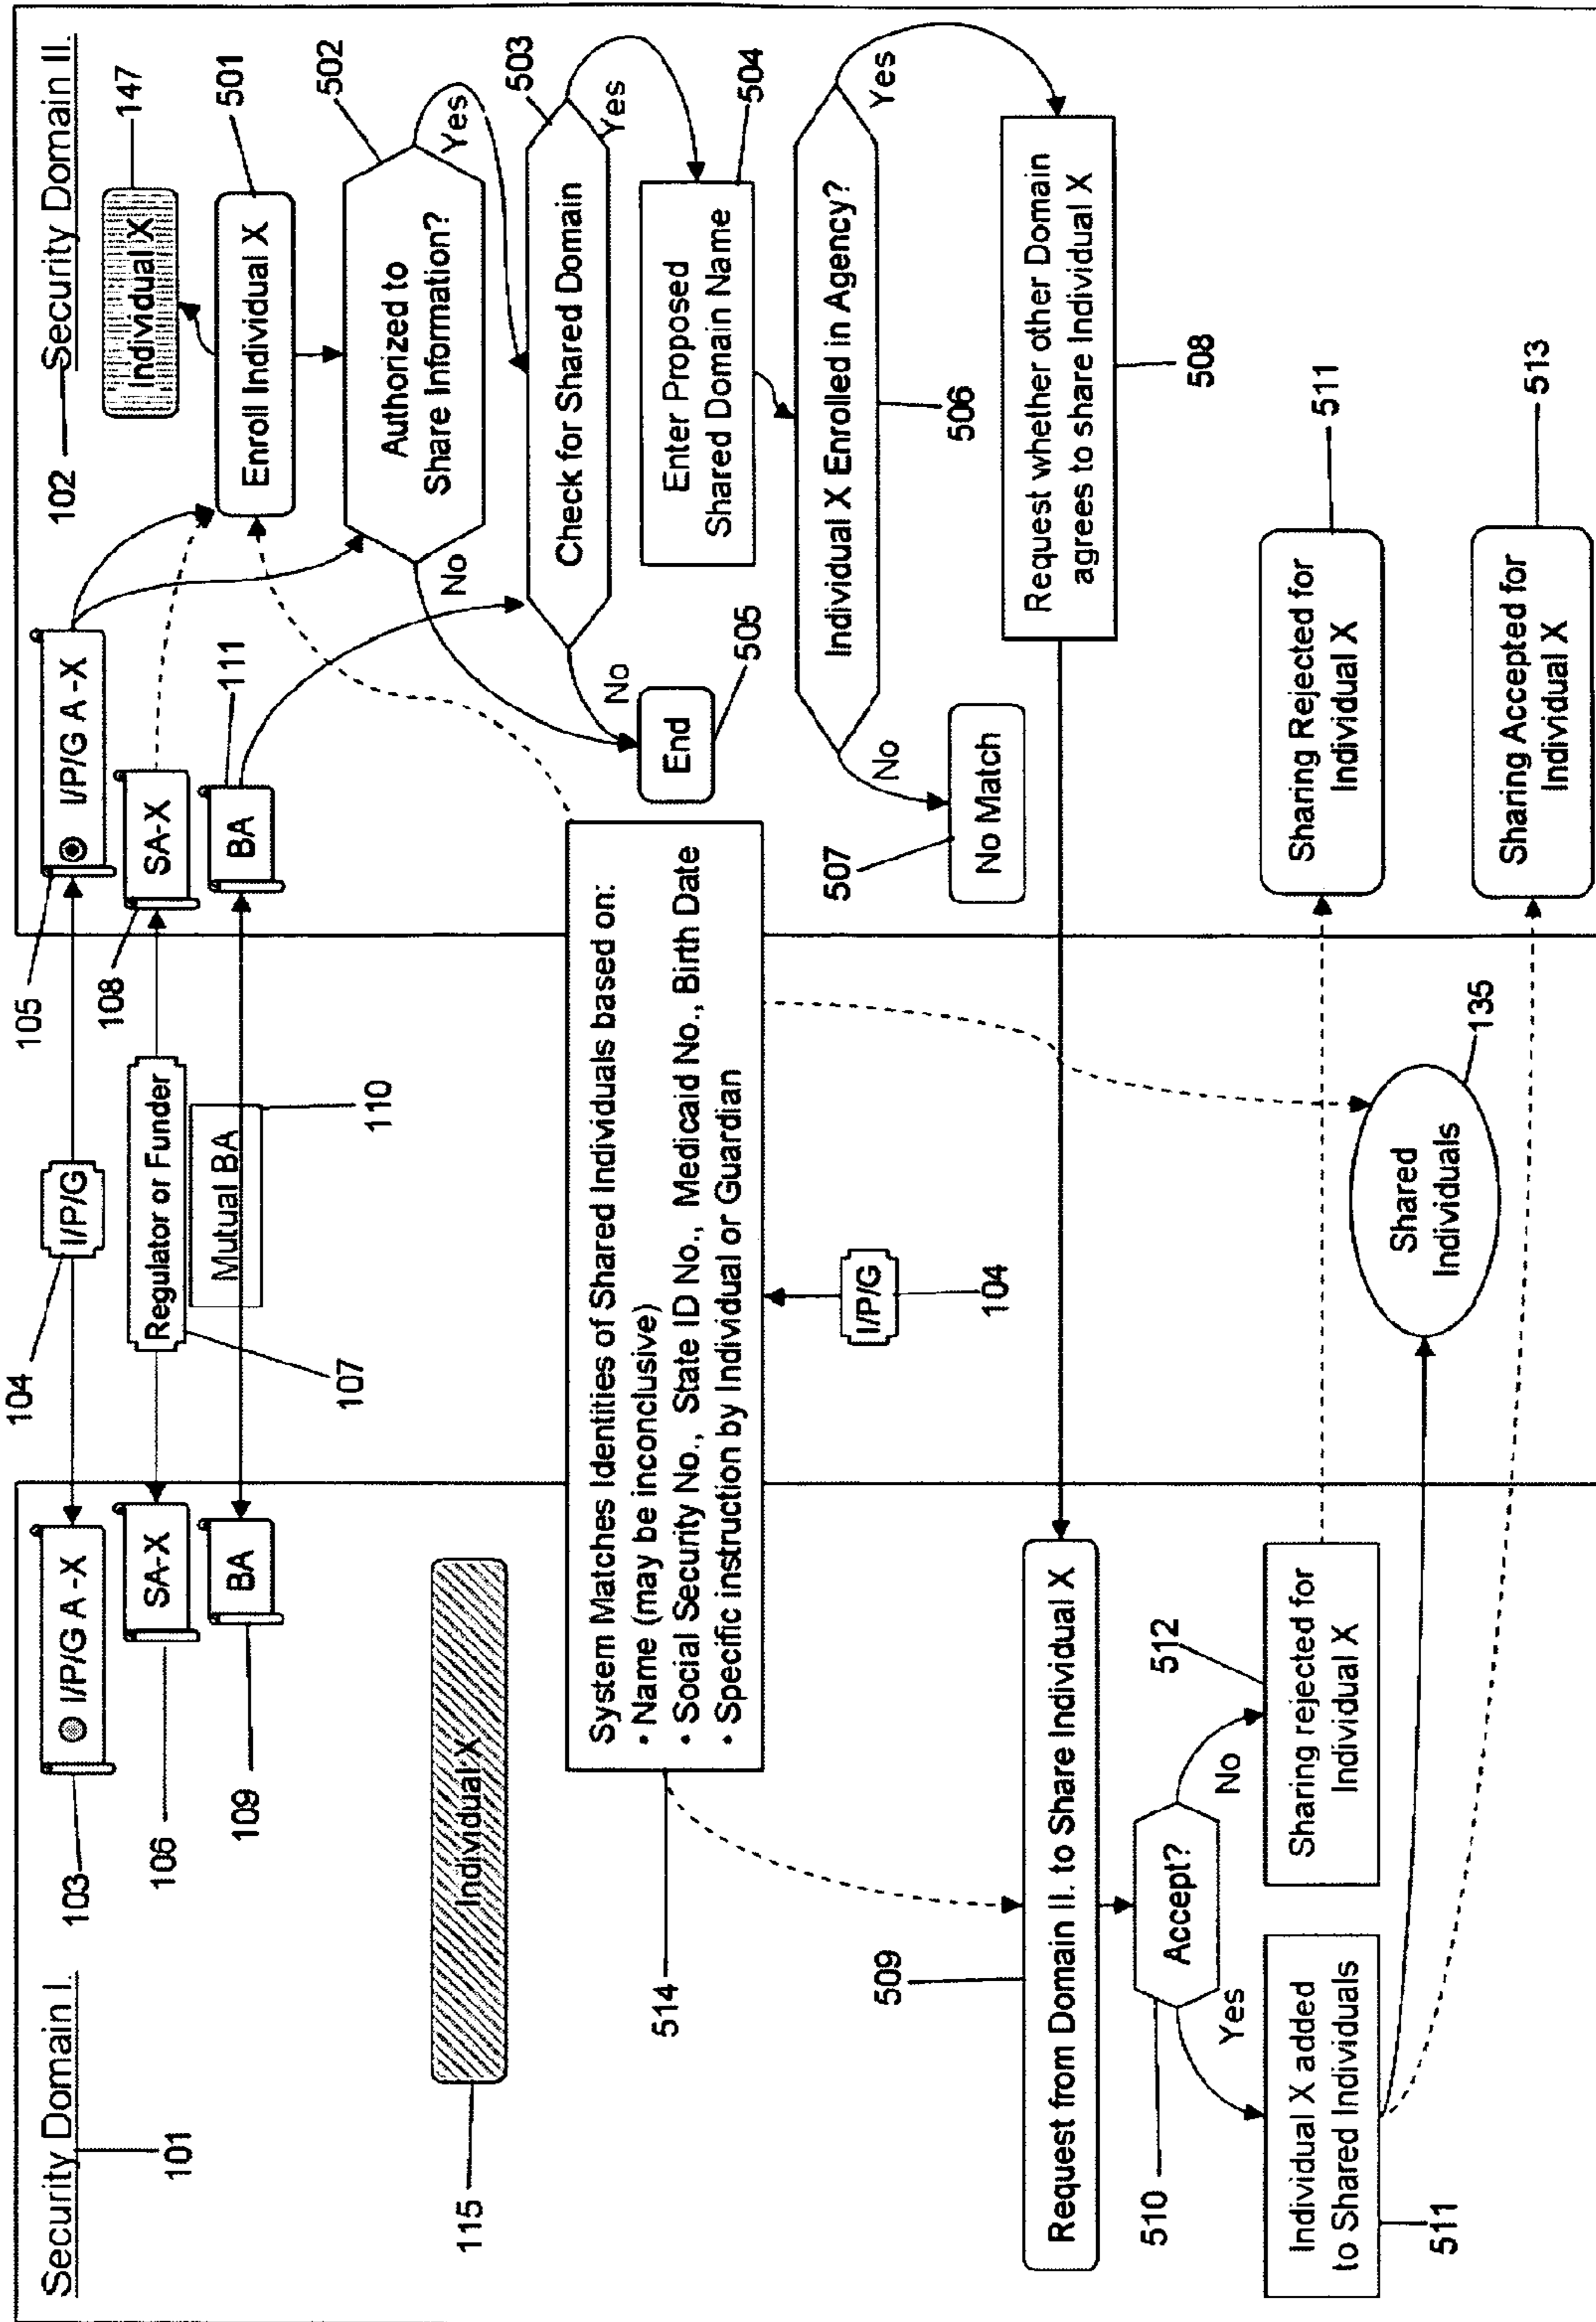 Security Domain I.
101
103
I/P/G A -X
106
SA-X
109
BA
115
Individual X
104
I/P/G
Regulator or Funder
107
Mutual BA
110
102
Security Domain II.
105
I/P/G A -X
108
SA-X
BA
111
Individual X
147
Enroll Individual X
501
Authorized to
Share Information?
502
Yes
No
Check for Shared Domain
503
Yes
No
Enter Proposed
Shared Domain Name
504
End
505
Individual X Enrolled in Agency?
506
Yes
No
No Match
507
Request whether other Domain
agrees to share Individual X
508
System Matches Identities of Shared Individuals based on:
• Name (may be inconclusive)
• Social Security No., State ID No., Medicaid No., Birth Date
• Specific instruction by Individual or Guardian
514
I/P/G
104
509
Request from Domain II. to Share Individual X
510
Accept?
Yes
No
Individual X added
to Shared Individuals
511
512
Sharing rejected for
Individual X
Shared
Individuals
135
Sharing Rejected for
Individual X
511
Sharing Accepted for
Individual X
513